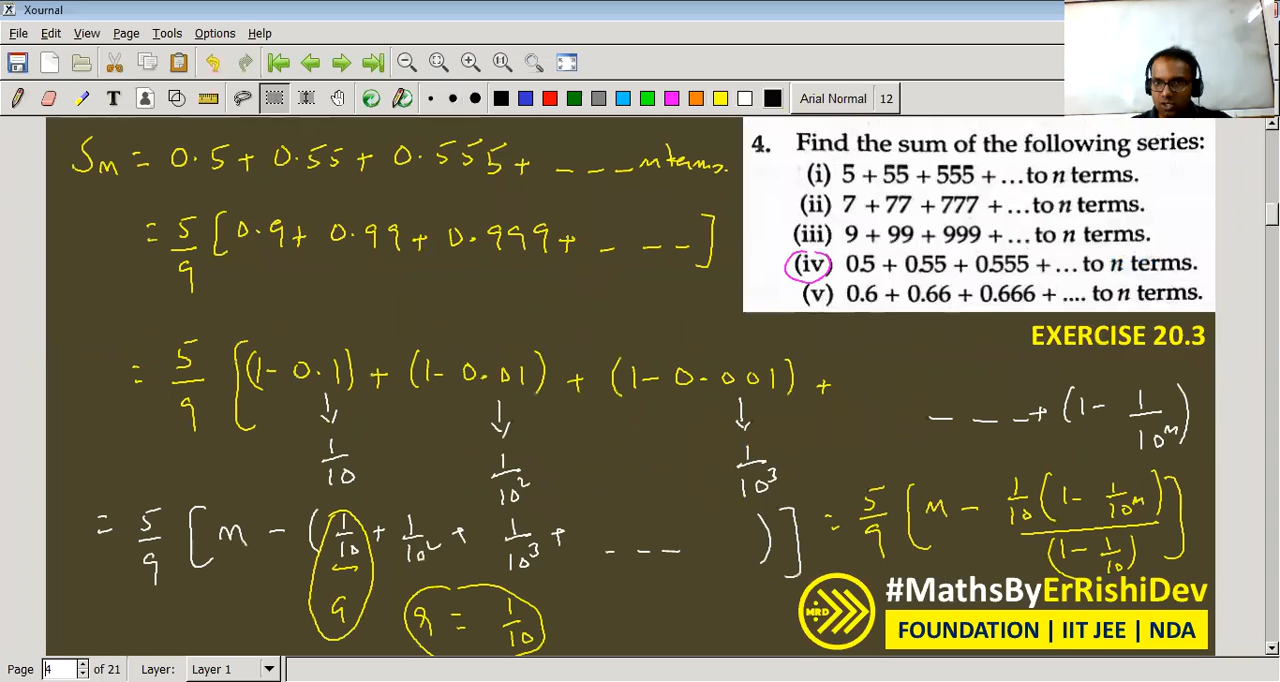 Xournal
File Edit View Page Tools Options Help
Arial Normal 12
Sn = 0.5 + 0.55 + 0.555 + _ _ _ n terms.
= 5/9 [0.9 + 0.99 + 0.999 + _ _ _ ]
= 5/9 [(1 - 0.1) + (1 - 0.01) + (1 - 0.001) +
_ _ _ + (1 - 1/10^n)
1/10 1/10^2 1/10^3
= 5/9 [n - (1/10 + 1/10^2 + 1/10^3 + _ _ _ )]
a r = 1/10
= 5/9 [n - 1/10 (1 - 1/10^n) / (1 - 1/10)]
4. Find the sum of the following series:
(i) 5 + 55 + 555 + ... to n terms.
(ii) 7 + 77 + 777 + ... to n terms.
(iii) 9 + 99 + 999 + ... to n terms.
(iv) 0.5 + 0.55 + 0.555 + ... to n terms.
(v) 0.6 + 0.66 + 0.666 + .... to n terms.
EXERCISE 20.3
MRD
#MathsByErRishiDev
FOUNDATION | IIT JEE | NDA
Page 4 of 21 Layer: Layer 1